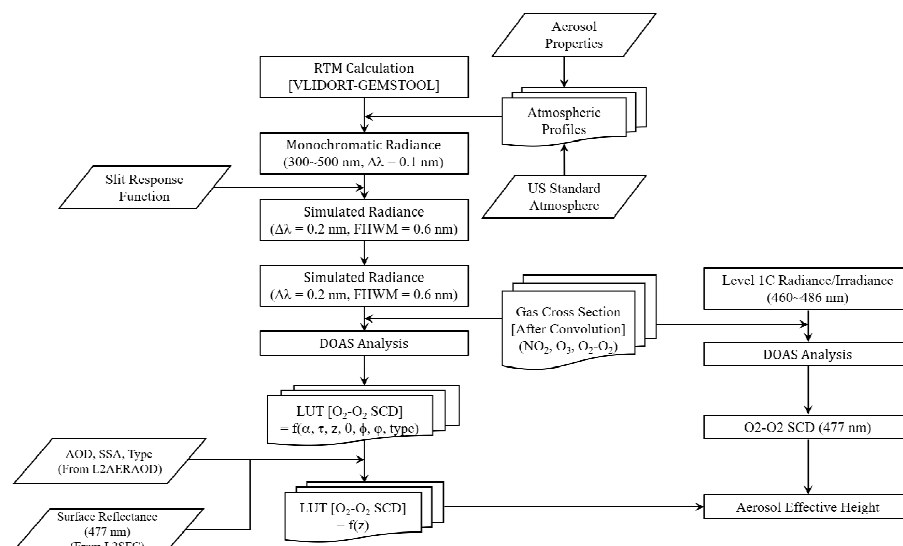 Aerosol
Properties
RTM Calculation
[VLIDORT-GEMSTOOL]
Atmospheric
Profiles
Monochromatic Radiance
(300~500 nm, Δλ = 0.1 nm)
Slit Response
Function
US Standard
Atmosphere
Simulated Radiance
(Δλ = 0.2 nm, FHWM = 0.6 nm)
Simulated Radiance
(Δλ = 0.2 nm, FHWM = 0.6 nm)
Gas Cross Section
[After Convolution]
(NO₂, O₃, O₂-O₂)
Level 1C Radiance/Irradiance
(460~486 nm)
DOAS Analysis
DOAS Analysis
LUT [O₂-O₂ SCD]
= f(α, τ, z, θ, ϕ, φ, type)
O2-O2 SCD (477 nm)
AOD, SSA, Type
(From L2AERAOD)
LUT [O₂-O₂ SCD]
= f(z)
Aerosol Effective Height
Surface Reflectance
(477 nm)
(From L2SFC)